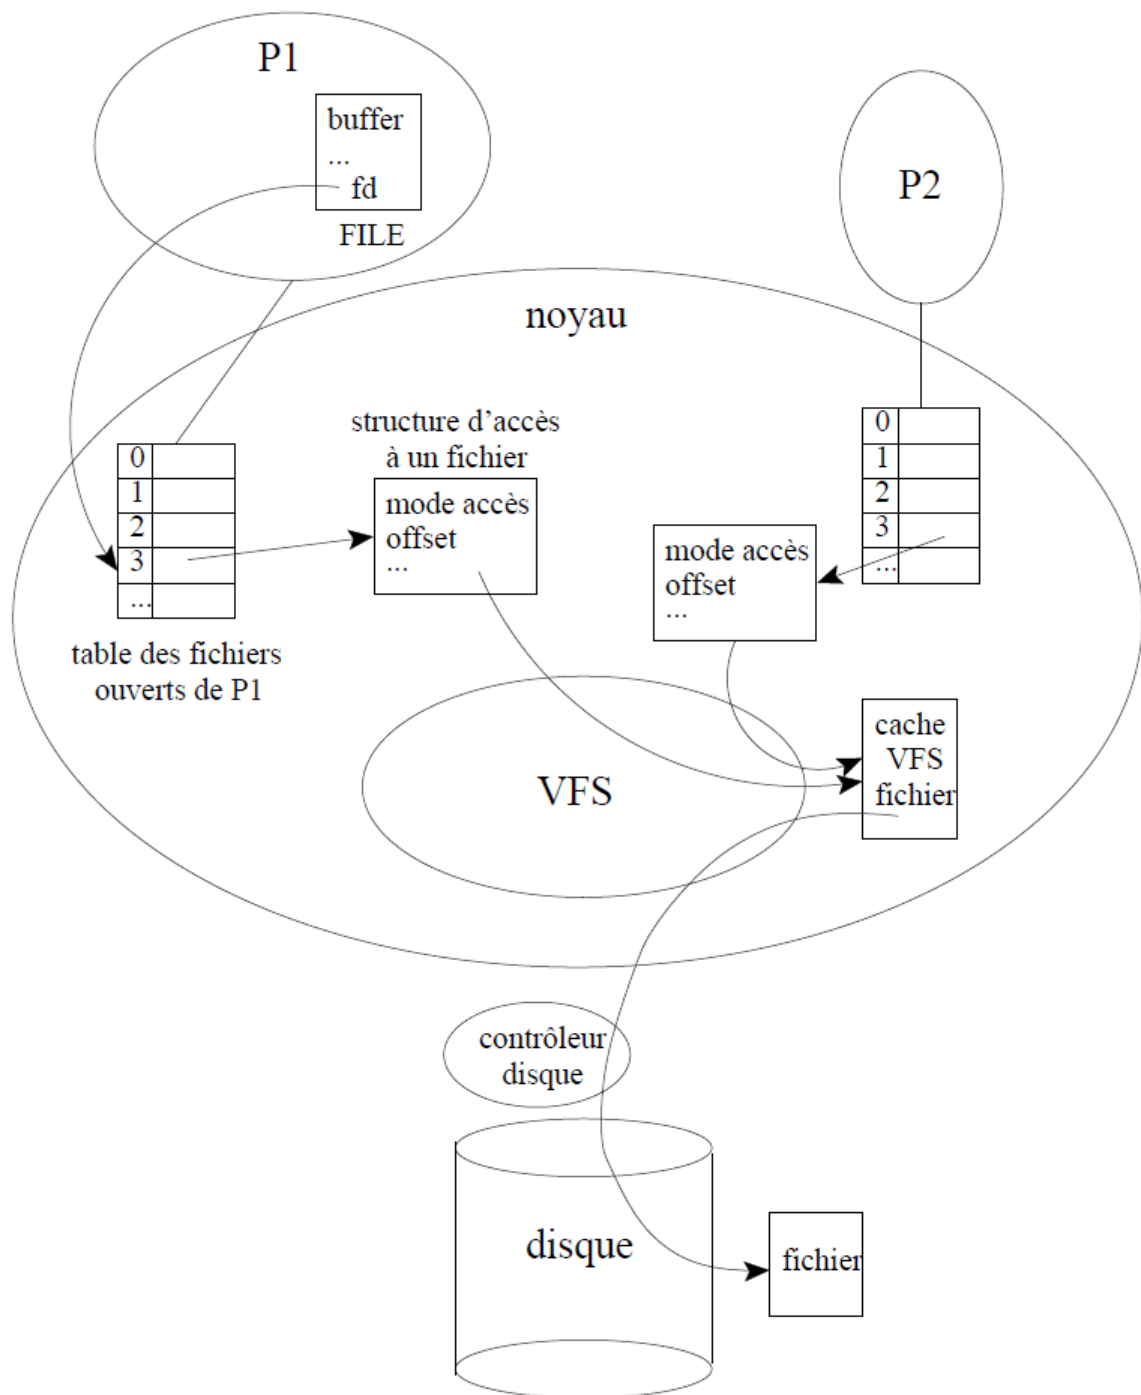 P1
buffer
...
fd
FILE
P2
noyau
structure d'accès
à un fichier
0
1
2
3
...
mode accès
offset
...
table des fichiers
ouverts de P1
0
1
2
3
...
mode accès
offset
...
VFS
cache
VFS
fichier
contrôleur
disque
disque
fichier